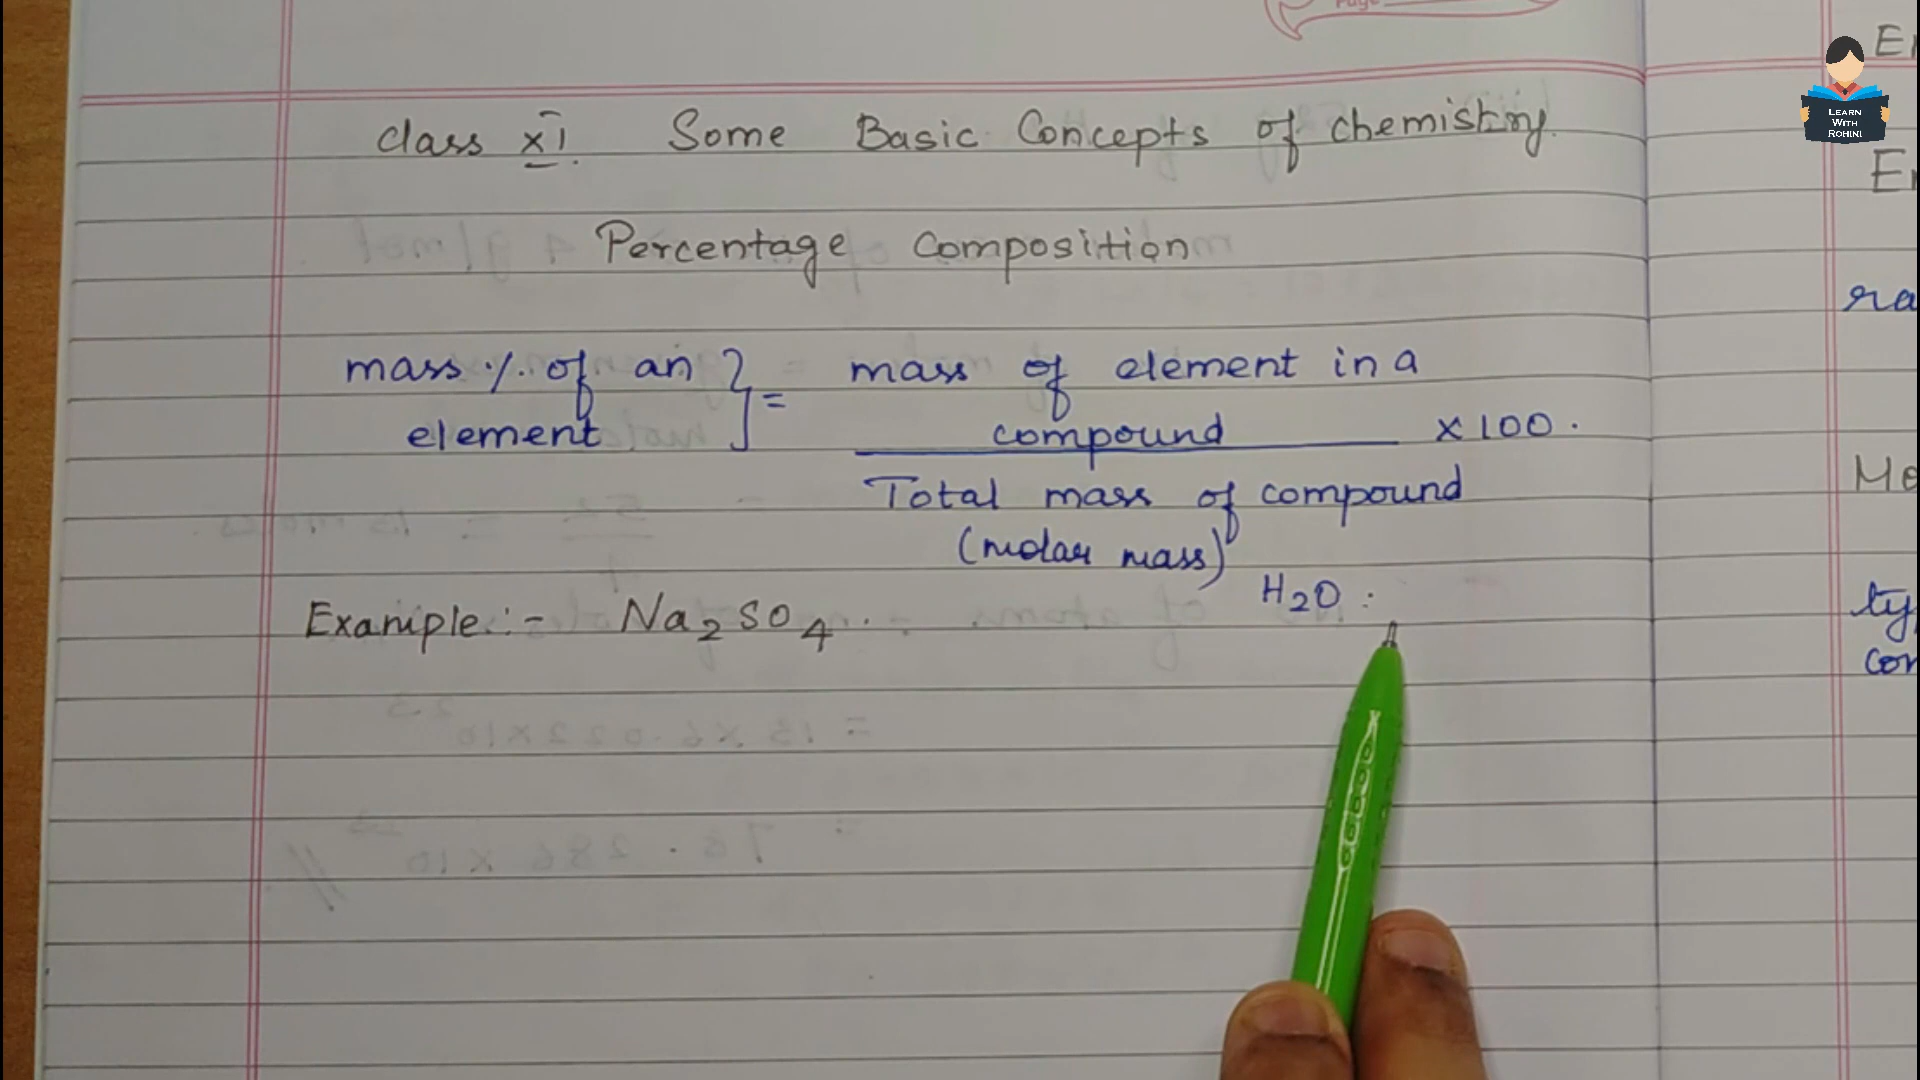 Class XI. Some Basic Concepts of Chemistry.
Percentage Composition
mass % of an element } = mass of element in a compound × 100.
Total mass of compound
(molar mass)
H2O.
Example:- Na2SO4.
Page
LEARN
WITH
ROHINI